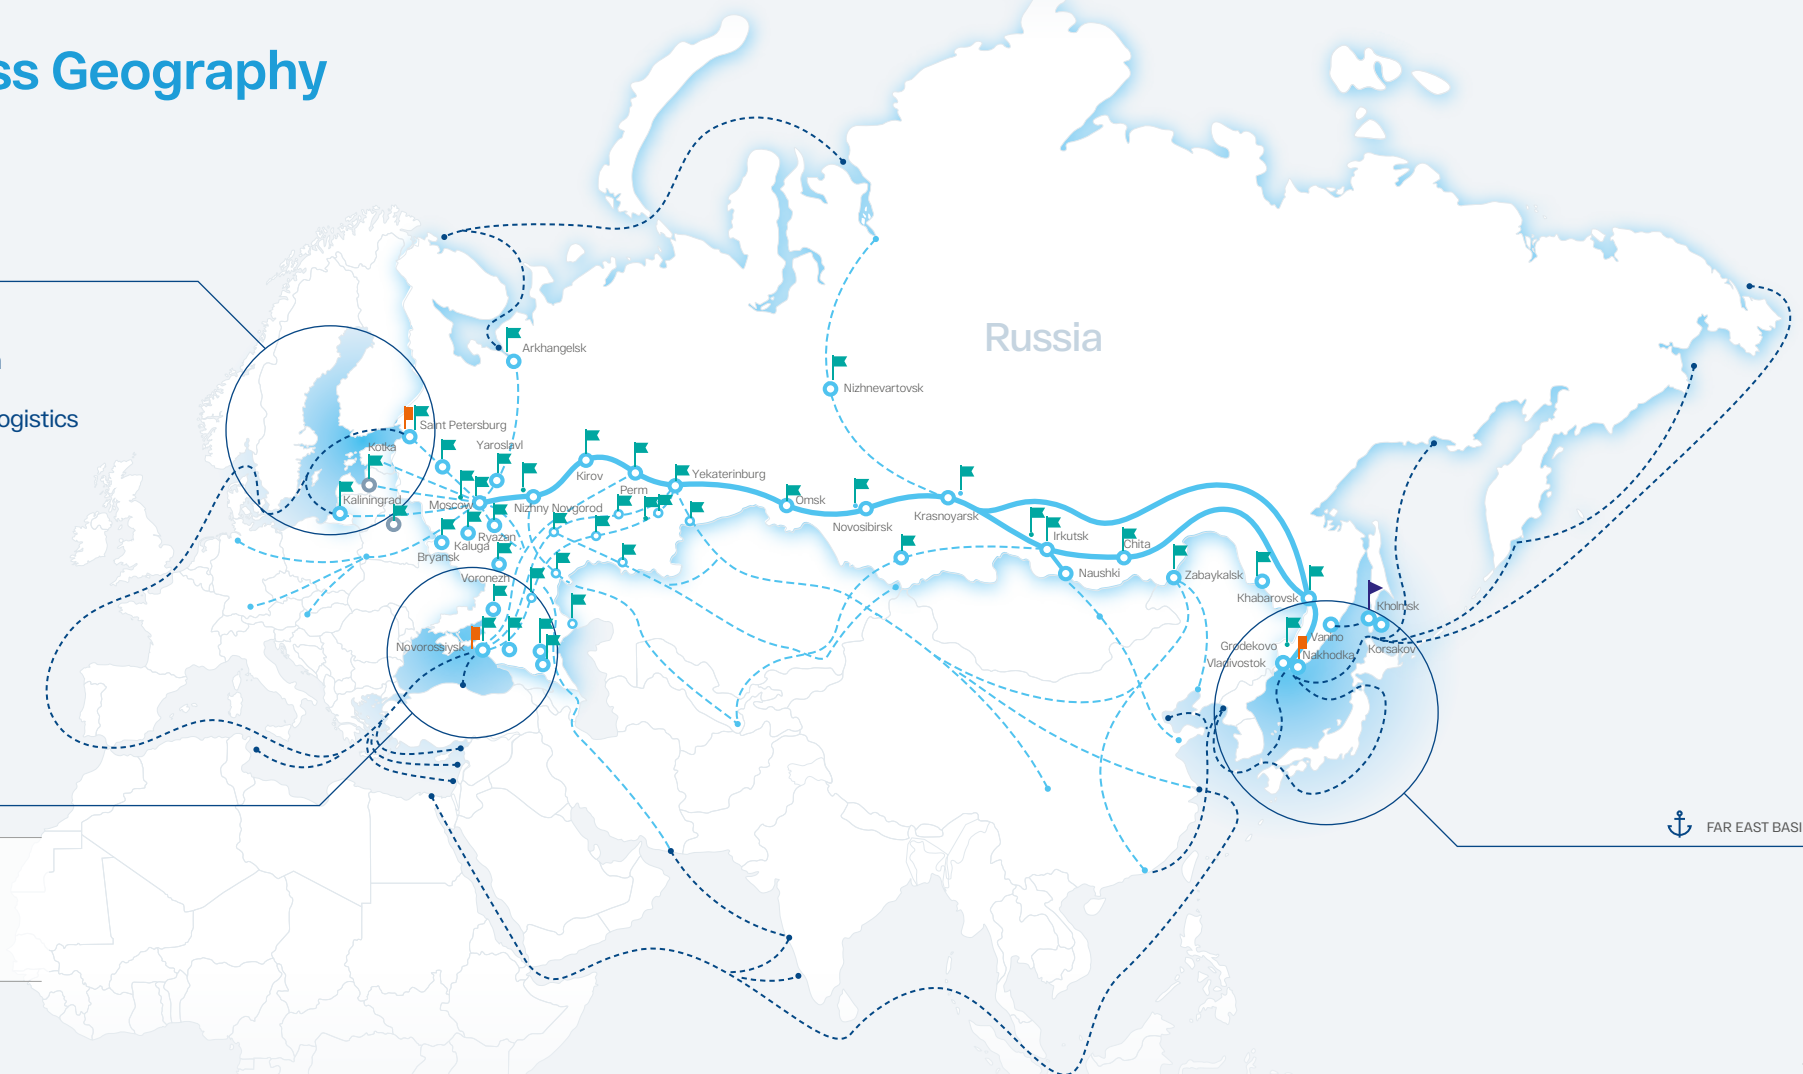 ss Geography
Russia
ogistics
Arkhangelsk
Nizhnevartovsk
Saint Petersburg
Kotka
Yaroslavl
Kirov
Perm
Yekaterinburg
Omsk
Kaliningrad
Moscow
Nizhny Novgorod
Novosibirsk
Krasnoyarsk
Bryansk
Kaluga
Ryazan
Irkutsk
Chita
Voronezh
Naushki
Zabaykalsk
Khabarovsk
Kholmsk
Novorossiysk
Grodekovo
Vanino
Korsakov
Vladivostok
Nakhodka
FAR EAST BASI